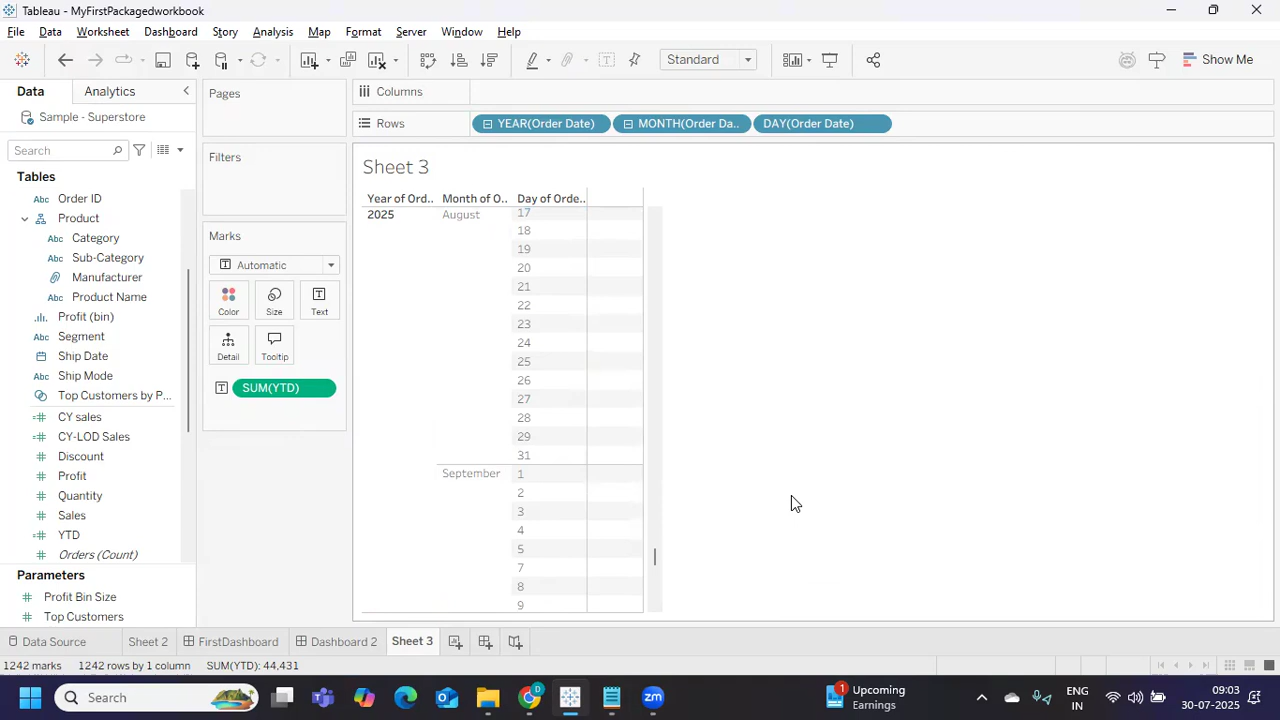 Tableau - MyFirstPackagedworkbook
File Data Worksheet Dashboard Story Analysis Map Format Server Window Help
Standard
Show Me
Data Analytics
Sample - Superstore
Search
Tables
Abc Order ID
Product
Abc Category
Abc Sub-Category
Manufacturer
Abc Product Name
Profit (bin)
Abc Segment
Ship Date
Abc Ship Mode
Top Customers by P...
CY sales
CY-LOD Sales
Discount
Profit
Quantity
Sales
YTD
Orders (Count)
Parameters
Profit Bin Size
Top Customers
Pages
Filters
Marks
Automatic
Color Size Text
Detail Tooltip
SUM(YTD)
Columns
Rows YEAR(Order Date) MONTH(Order Da.. DAY(Order Date)
Sheet 3
Year of Ord.. Month of O.. Day of Orde..
2025 August 17
18
19
20
21
22
23
24
25
26
27
28
29
31
September 1
2
3
4
5
7
8
9
Data Source Sheet 2 FirstDashboard Dashboard 2 Sheet 3
1242 marks 1242 rows by 1 column SUM(YTD): 44,431
Search
1 Upcoming
Earnings
ENG
IN
09:03
30-07-2025